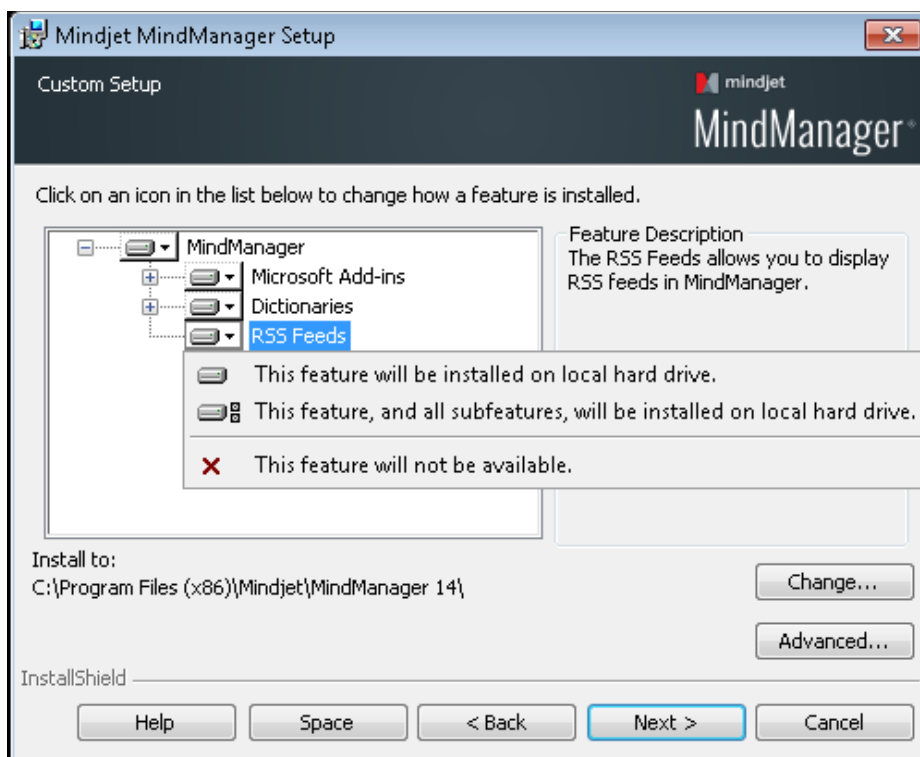 Mindjet MindManager Setup
Custom Setup
mindjet
MindManager®
Click on an icon in the list below to change how a feature is installed.
MindManager
Microsoft Add-ins
Dictionaries
RSS Feeds
Feature Description
The RSS Feeds allows you to display
RSS feeds in MindManager.
This feature will be installed on local hard drive.
This feature, and all subfeatures, will be installed on local hard drive.
This feature will not be available.
Install to:
C:\Program Files (x86)\Mindjet\MindManager 14\
Change...
Advanced...
InstallShield
Help
Space
< Back
Next >
Cancel